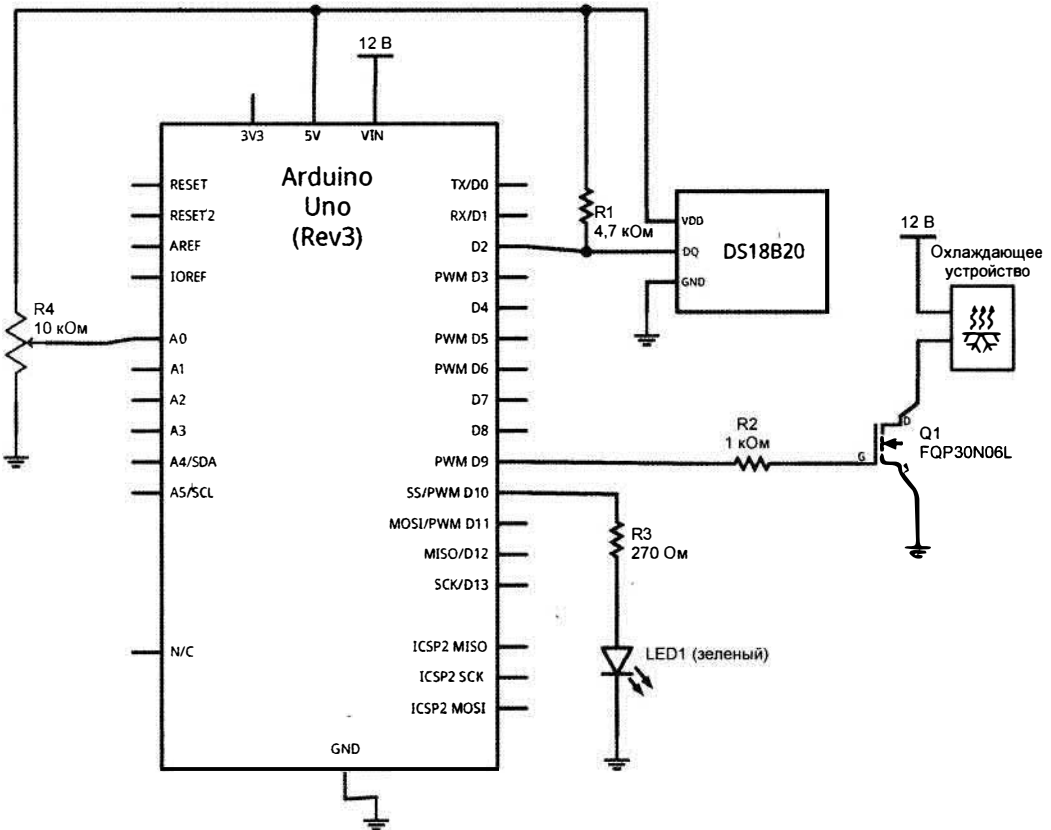 12 В
3V3
5V
VIN
Arduino
Uno
(Rev3)
RESET
RESET2
AREF
IOREF
A0
A1
A2
A3
A4/SDA
A5/SCL
N/C
TX/D0
RX/D1
D2
PWM D3
D4
PWM D5
PWM D6
D7
D8
PWM D9
SS/PWM D10
MOSI/PWM D11
MISO/D12
SCK/D13
ICSP2 MISO
ICSP2 SCK
ICSP2 MOSI
GND
R4
10 кОм
R1
4,7 кОм
VDD
DQ
GND
DS18B20
12 В
Охлаждающее
устройство
R2
1 кОм
G
D
Q1
FQP30N06L
R3
270 Ом
LED1 (зеленый)